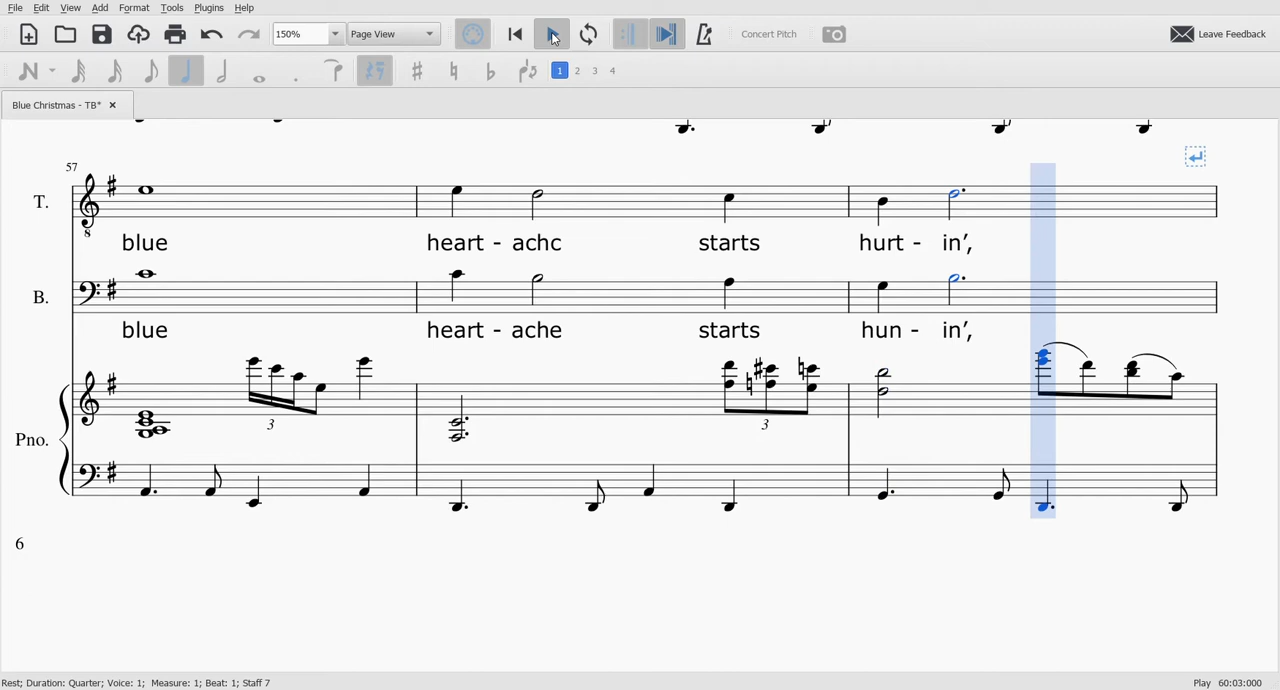 File Edit View Add Format Tools Plugins Help
150% Page View Concert Pitch Leave Feedback
1 2 3 4
Blue Christmas - TB*
57
T.
8
blue heart - achc starts hurt - in’,
B.
blue heart - ache starts hun - in’,
Pno.
3 3
6
Rest; Duration: Quarter; Voice: 1; Measure: 1; Beat: 1; Staff 7 Play 60:03:000